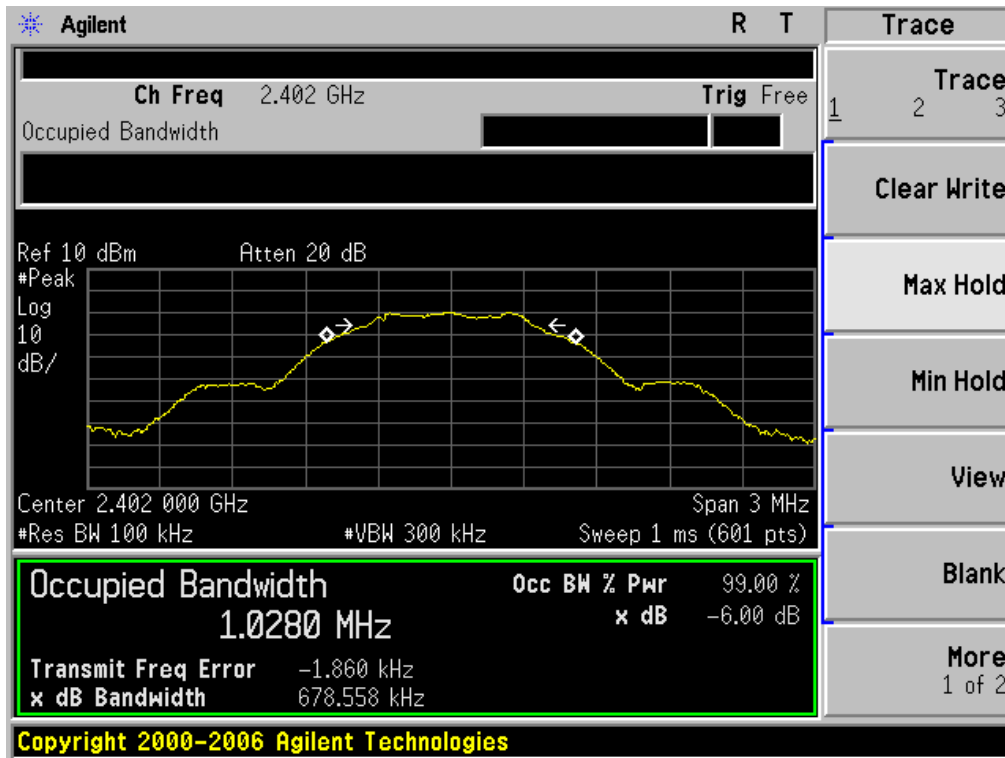 Agilent R T Trace
Ch Freq 2.402 GHz Trig Free
Occupied Bandwidth
Trace
1 2 3
Clear Write
Ref 10 dBm Atten 20 dB
#Peak
Log
10
dB/
Max Hold
Min Hold
View
Center 2.402 000 GHz Span 3 MHz
#Res BW 100 kHz #VBW 300 kHz Sweep 1 ms (601 pts)
Occupied Bandwidth
1.0280 MHz
Occ BW % Pwr 99.00 %
x dB -6.00 dB
Transmit Freq Error -1.860 kHz
x dB Bandwidth 678.558 kHz
Blank
More
1 of 2
Copyright 2000-2006 Agilent Technologies